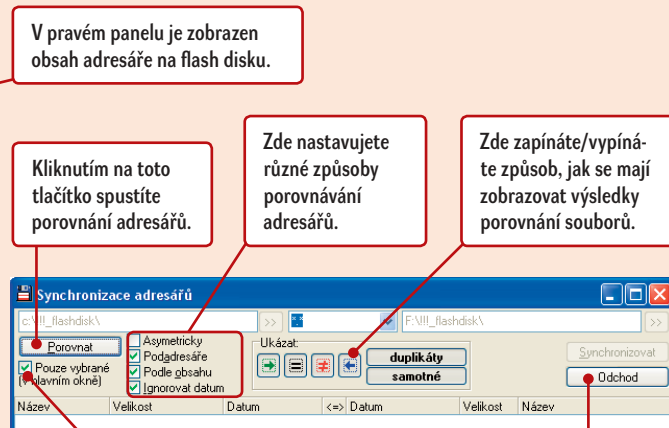 V pravém panelu je zobrazen
obsah adresáře na flash disku.
Kliknutím na toto
tlačítko spustíte
porovnání adresářů.
Zde nastavujete
různé způsoby
porovnávání
adresářů.
Zde zapínáte/vypíná-
te způsob, jak se mají
zobrazovat výsledky
porovnání souborů.
Synchronizace adresářů
c:\!!!_flashdisk\ >> *.* F:\!!!_flashdisk\ >>
Porovnat
Pouze vybrané
(v hlavním okně)
Asymetricky
Podadresáře
Podle obsahu
Ignorovat datum
Ukázat:
duplikáty
samotné
Synchronizovat
Odchod
Název Velikost Datum <=> Datum Velikost Název